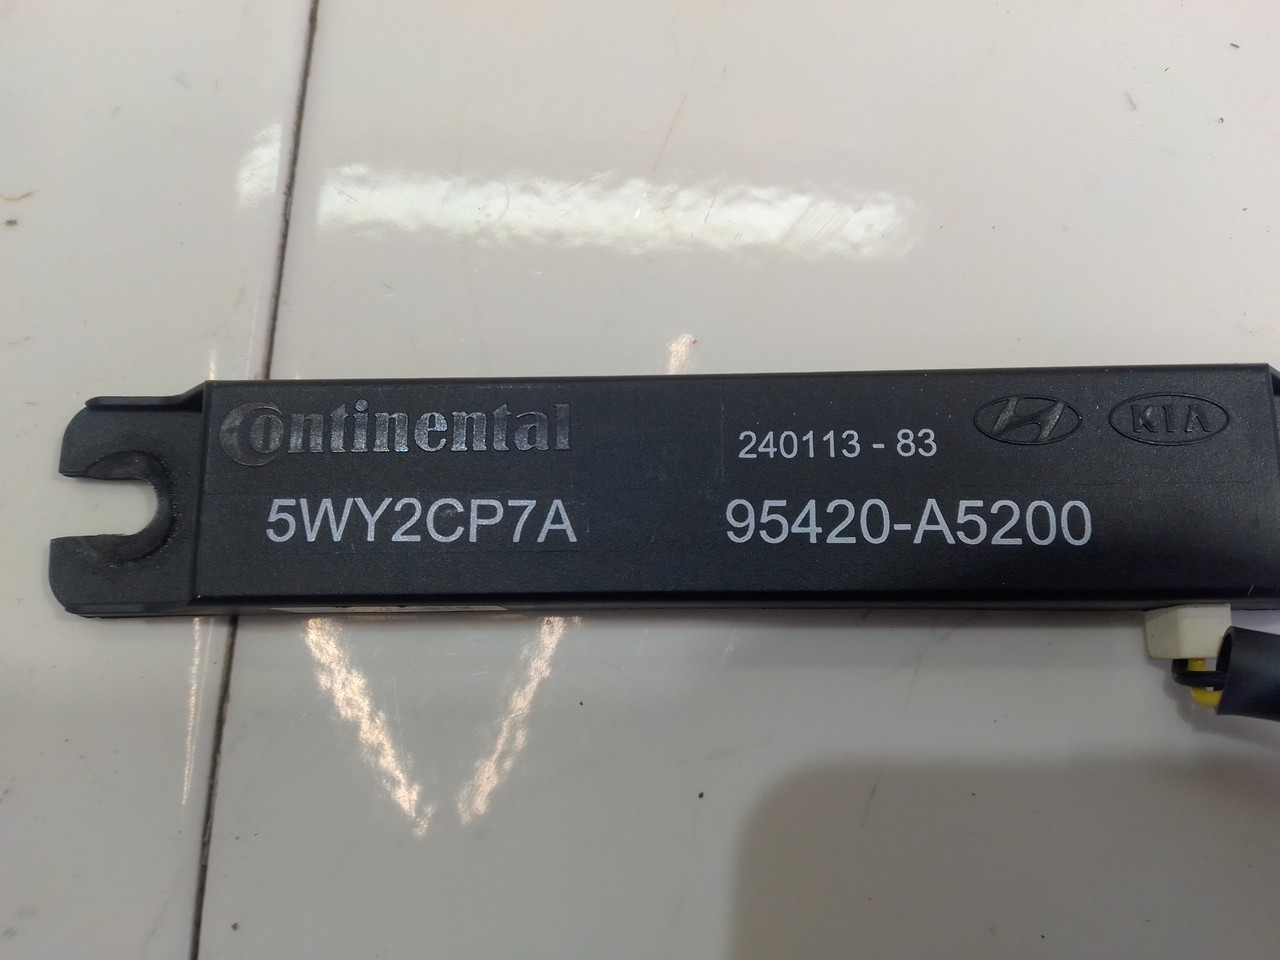 Continental
240113 - 83
KIA
5WY2CP7A
95420-A5200